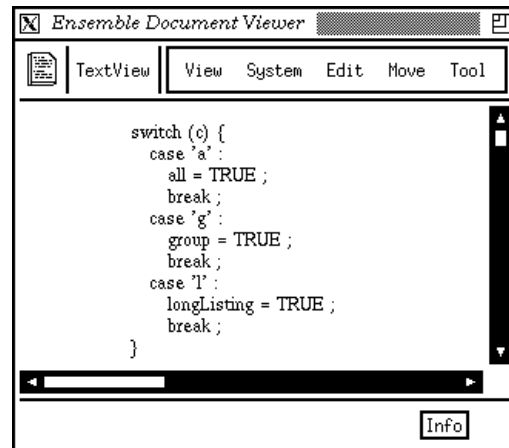 Ensemble Document Viewer
TextView View System Edit Move Tool
switch (c) {
case 'a' :
all = TRUE ;
break ;
case 'g' :
group = TRUE ;
break ;
case 'l' :
longListing = TRUE ;
break ;
}
Info